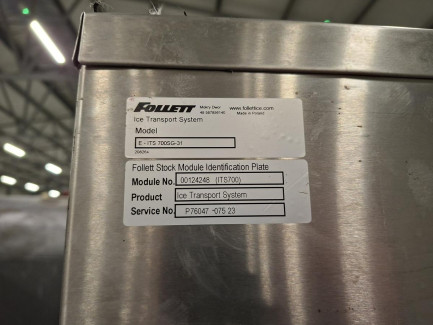 FOLLETT
www.follettice.com
Made in Poland
Ice Transport System
Model
E - ITS 700SG-31
Follett Stock Module Identification Plate
Module No. 00124248 (ITS700)
Product Ice Transport System
Service No. P76047 -075 23